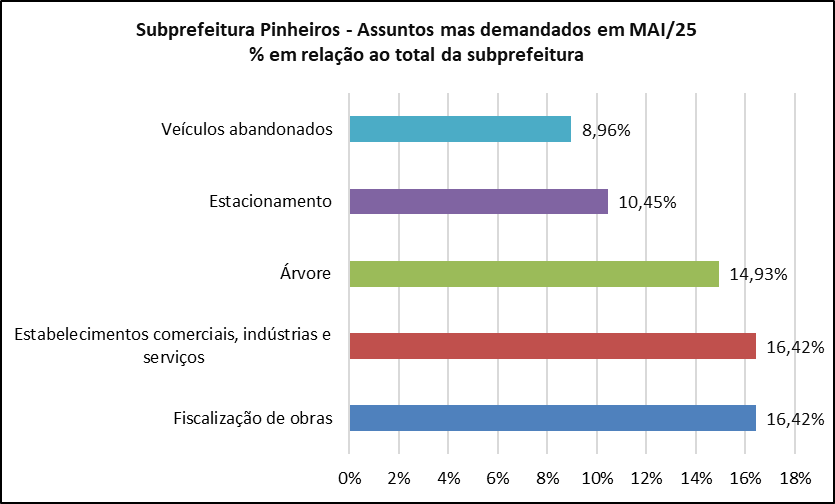 Subprefeitura Pinheiros - Assuntos mas demandados em MAI/25
% em relação ao total da subprefeitura
Veículos abandonados
8,96%
Estacionamento
10,45%
Árvore
14,93%
Estabelecimentos comerciais, indústrias e
serviços
16,42%
Fiscalização de obras
16,42%
0% 2% 4% 6% 8% 10% 12% 14% 16% 18%